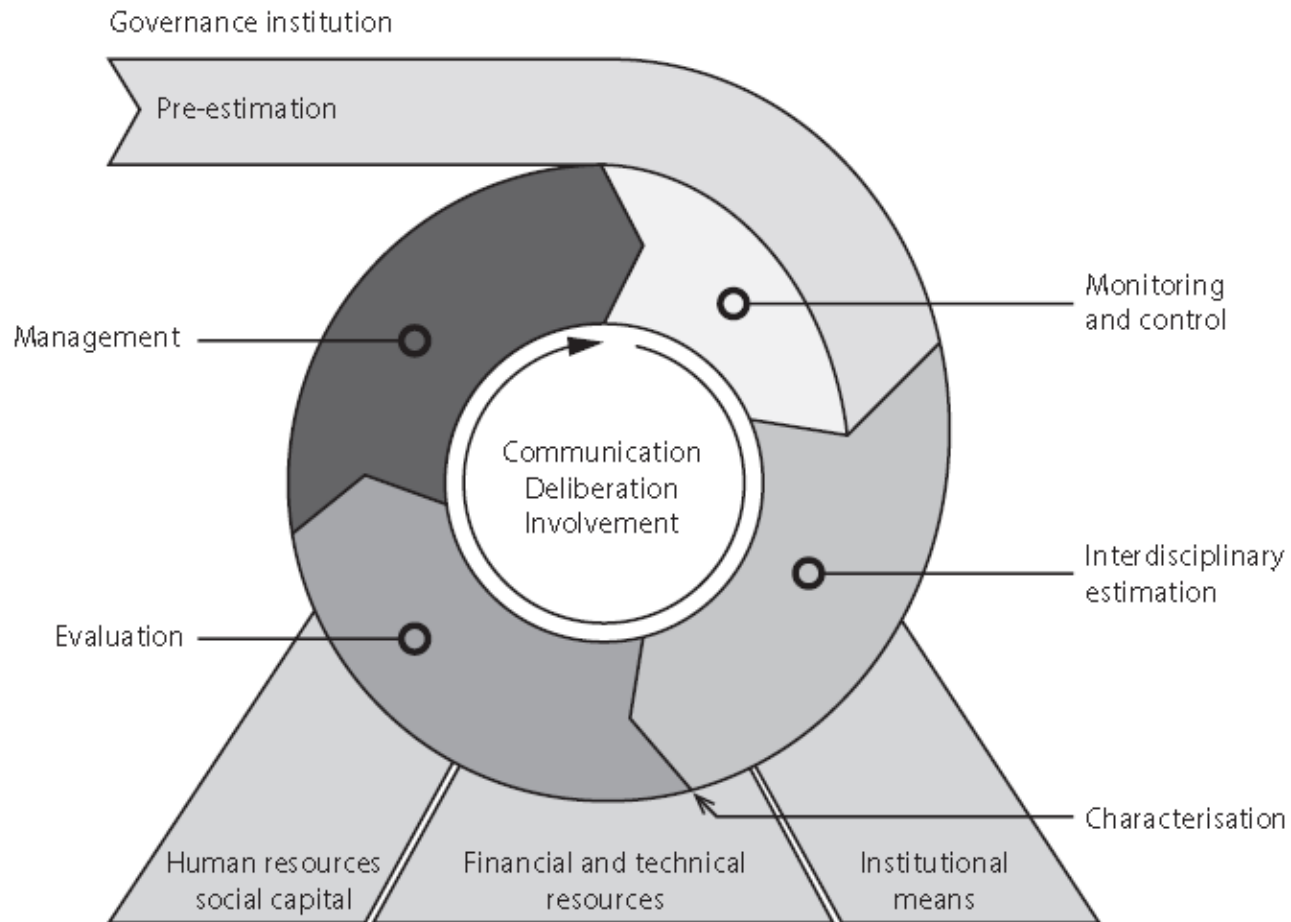 Governance institution
Pre-estimation
Monitoring
and control
Management
Communication
Deliberation
Involvement
Interdisciplinary
estimation
Evaluation
Characterisation
Human resources
social capital
Financial and technical
resources
Institutional
means